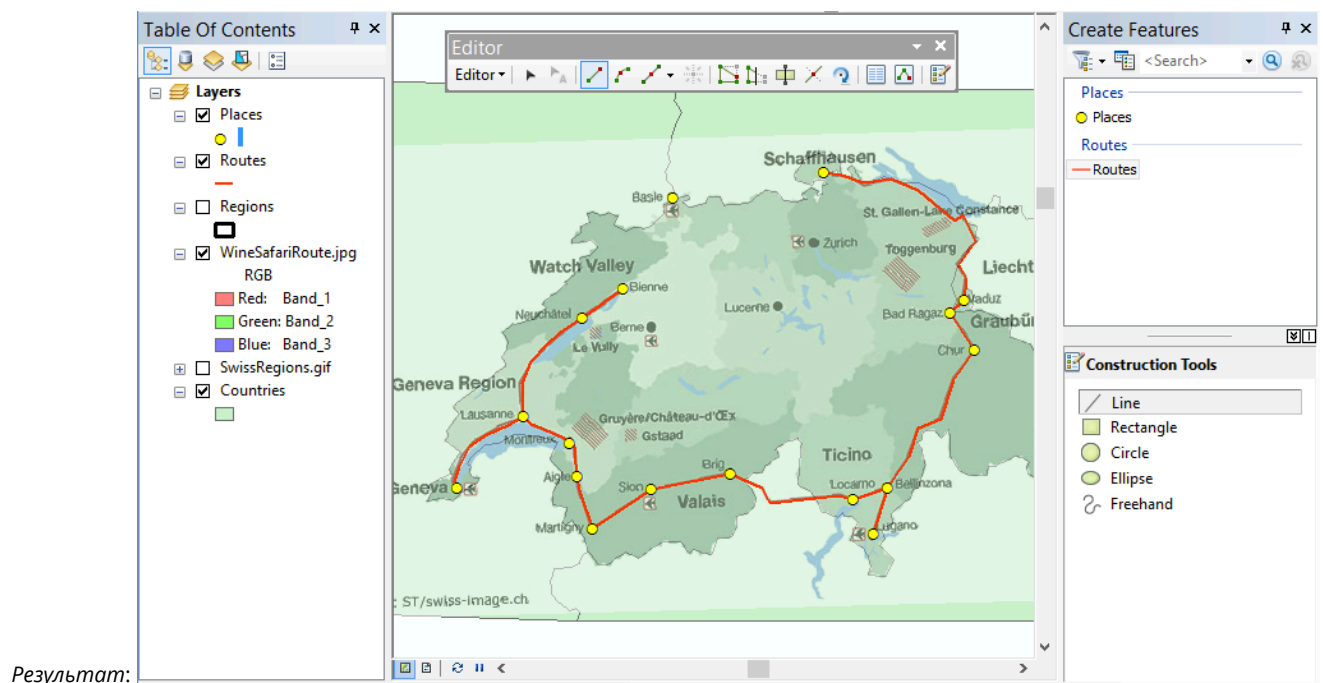 Table Of Contents
Layers
Places
Routes
Regions
WineSafariRoute.jpg
RGB
Red: Band_1
Green: Band_2
Blue: Band_3
SwissRegions.gif
Countries
Editor
Editor
Schaffhausen
Basle
St. Gallen-Lake Constance
Zurich
Toggenburg
Liecht
Watch Valley
Bienne
Vaduz
Neuchâtel
Lucerne
Bad Ragaz
Graubün
Berne
Le Vully
Chur
Geneva Region
Lausanne
Gruyère/Château-d'Œx
Montreux
Gstaad
Ticino
Brig
Aigle
Geneva
Sion
Locarno
Bellinzona
Valais
Martigny
Lugano
: ST/swiss-image.ch
Create Features
<Search>
Places
Places
Routes
Routes
Construction Tools
Line
Rectangle
Circle
Ellipse
Freehand
Результат: